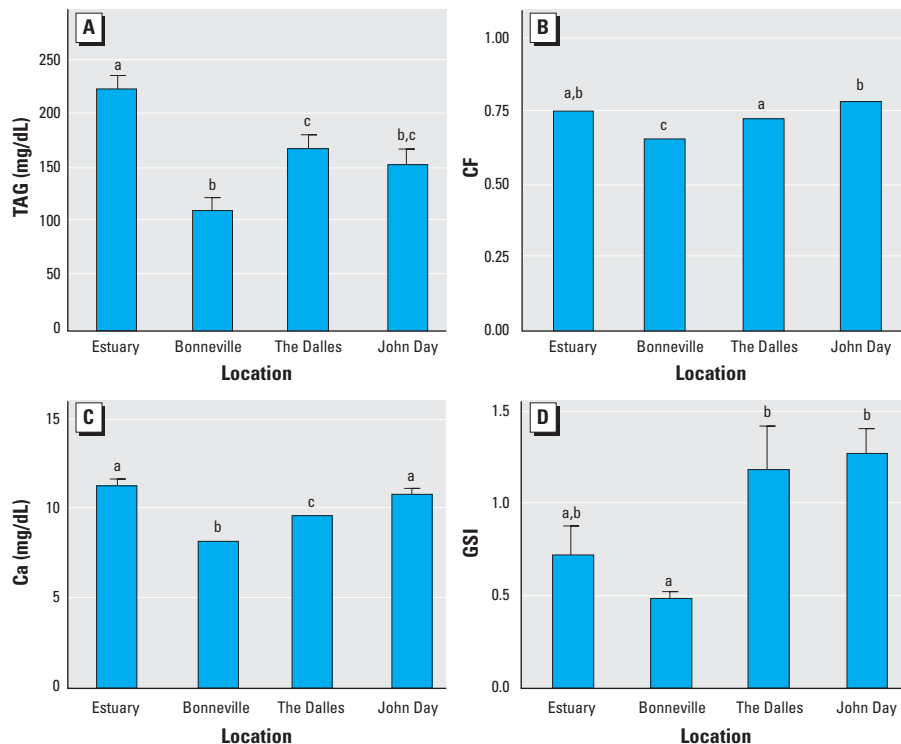 A
TAG (mg/dL)
250
200
150
100
50
0
a
b
c
b,c
Estuary Bonneville The Dalles John Day
Location
B
CF
1.00
0.75
0.50
0.25
0.00
a,b
c
a
b
Estuary Bonneville The Dalles John Day
Location
C
Ca (mg/dL)
15
10
5
0
a
b
c
a
Estuary Bonneville The Dalles John Day
Location
D
GSI
1.5
1.0
0.5
0.0
a,b
a
b
b
Estuary Bonneville The Dalles John Day
Location